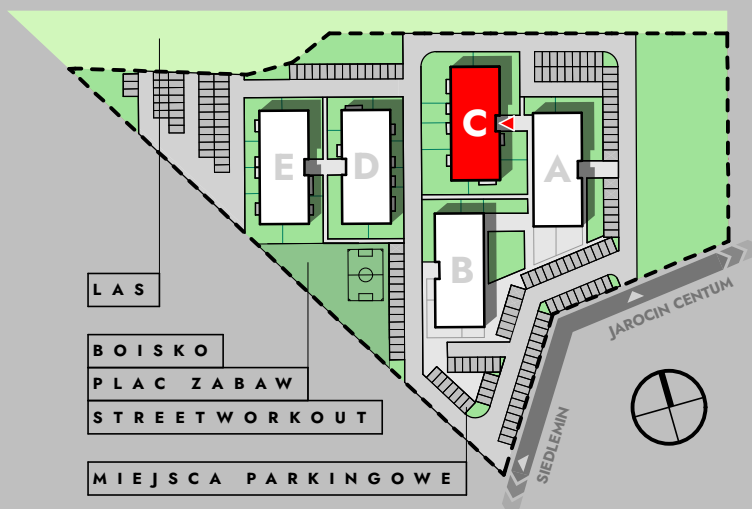 C
E
D
A
B
LAS
JAROCIN CENTUM
BOISKO
PLAC ZABAW
STREETWORKOUT
SIEDLEMIN
MIEJSCA PARKINGOWE